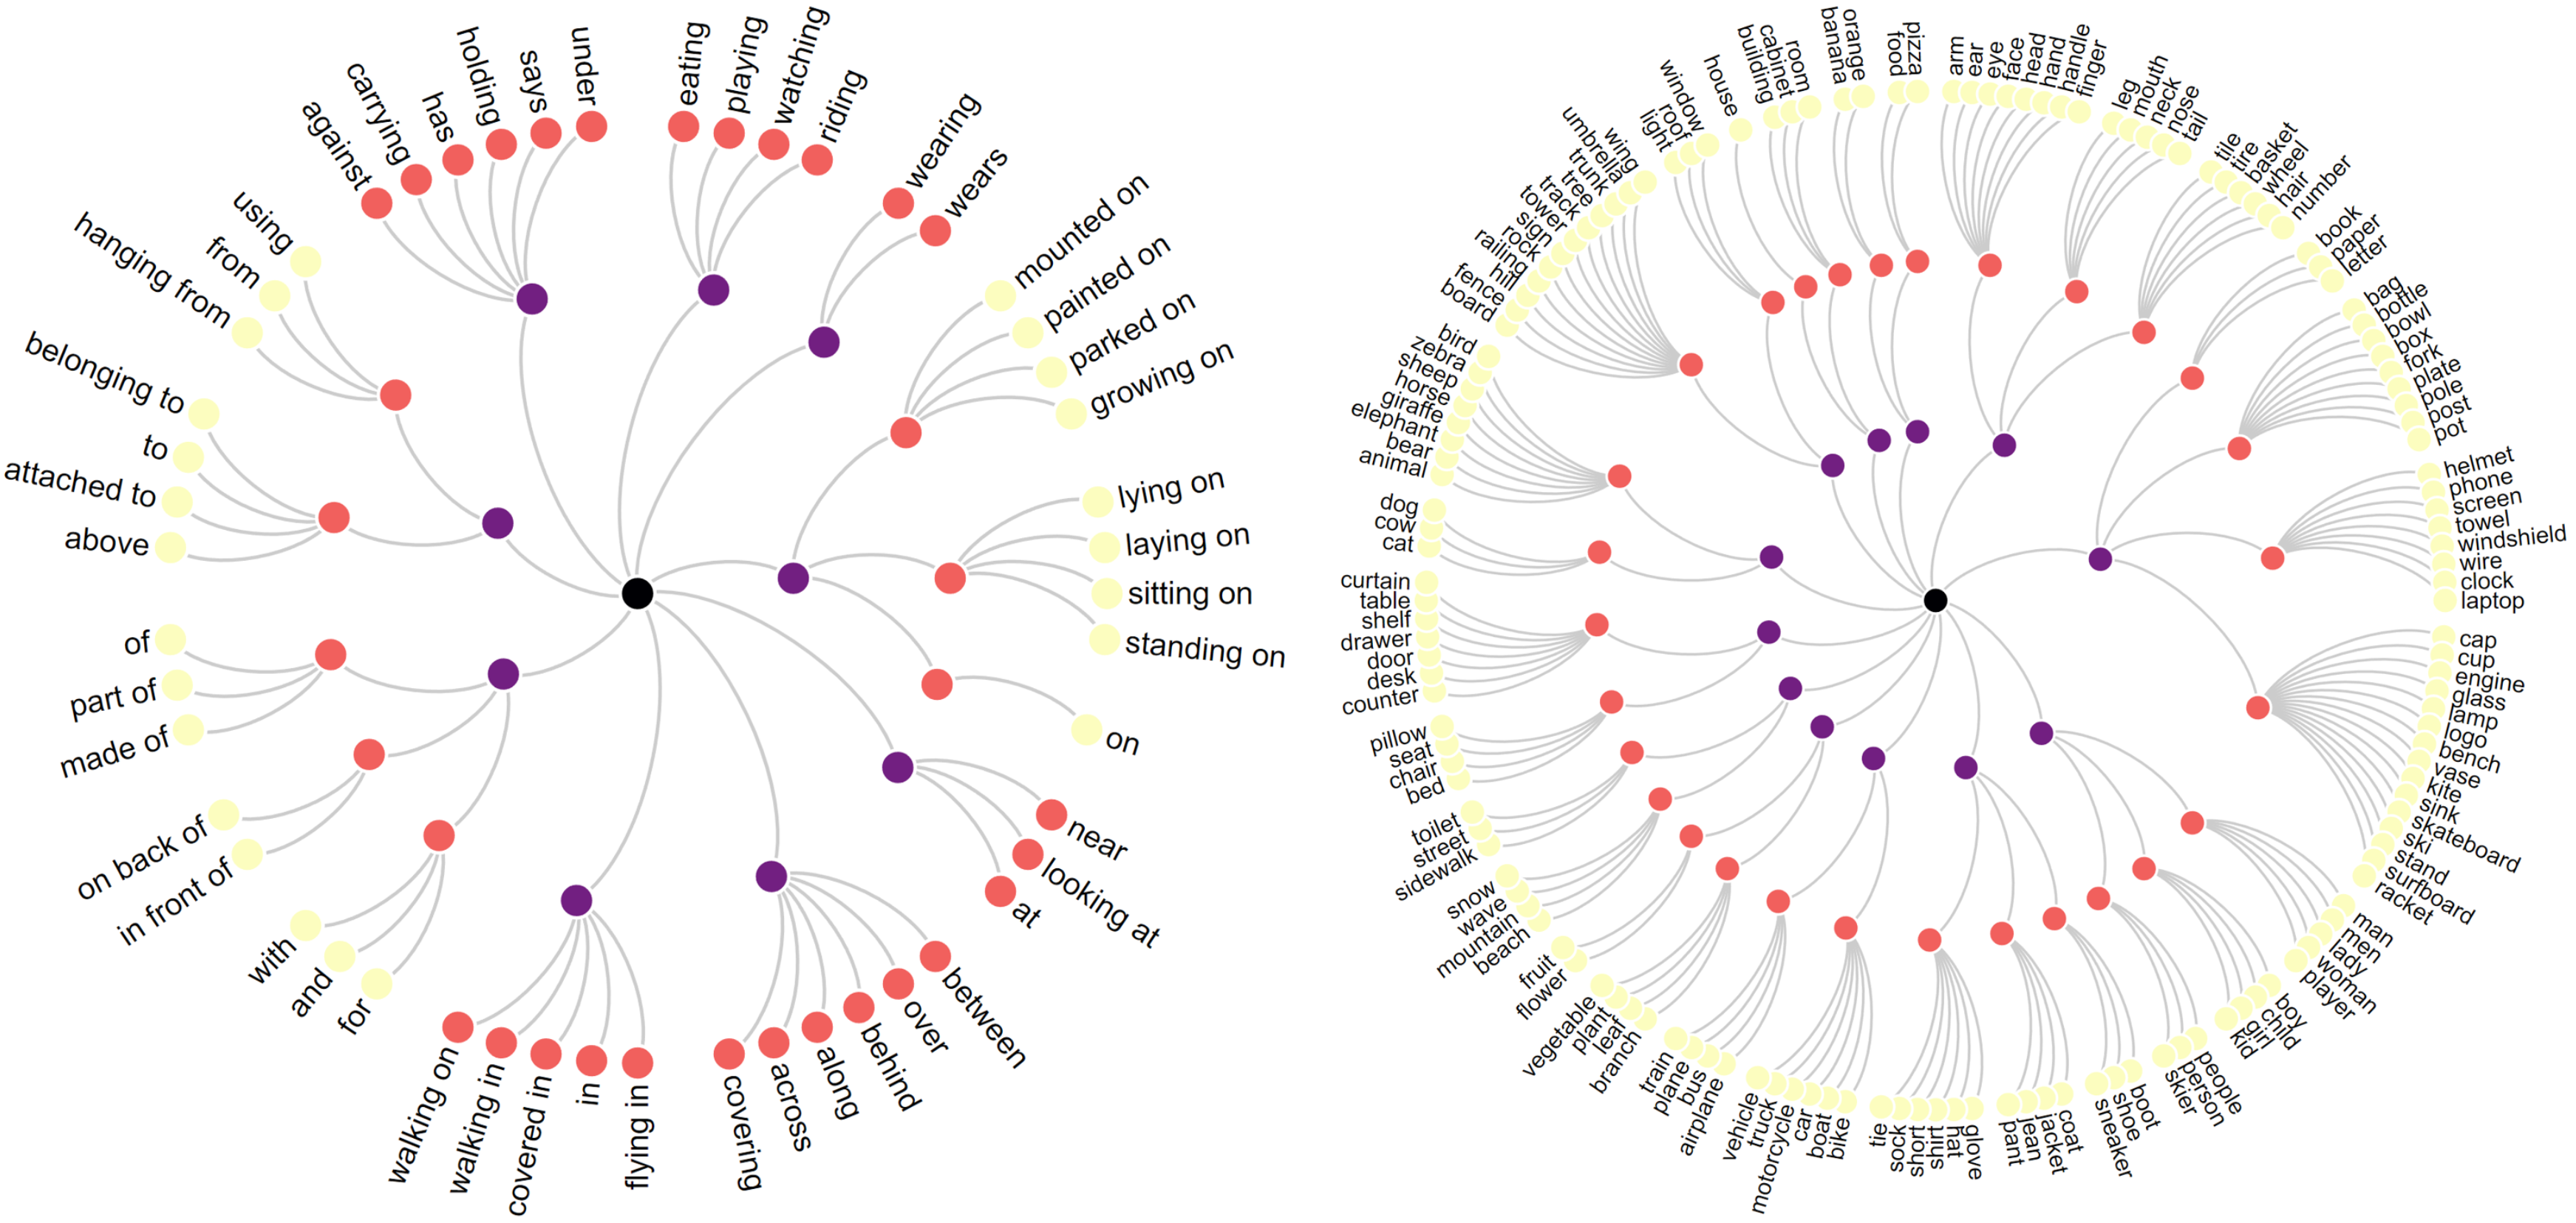 against
carrying
has
holding
says
under
eating
playing
watching
riding
wearing
wears
mounted on
painted on
parked on
growing on
lying on
laying on
sitting on
standing on
on
near
looking at
at
between
over
behind
along
across
covering
flying in
in
covered in
walking in
walking on
for
and
with
in front of
on back of
made of
part of
of
above
attached to
to
belonging to
hanging from
from
using
arm
ear
eye
face
head
hand
handle
finger
leg
mouth
neck
nose
tail
tile
tire
basket
wheel
hair
number
book
paper
letter
bag
bottle
bowl
box
fork
plate
pole
post
pot
helmet
phone
screen
towel
windshield
wire
clock
laptop
cap
cup
engine
glass
lamp
logo
bench
vase
kite
sink
skateboard
ski
stand
surfboard
racket
man
men
lady
woman
player
boy
child
girl
kid
people
person
skier
boot
shoe
sneaker
coat
jacket
jean
pant
glove
hat
shirt
short
sock
tie
bike
boat
car
motorcycle
truck
vehicle
airplane
bus
plane
train
branch
leaf
plant
vegetable
flower
fruit
beach
mountain
wave
snow
sidewalk
street
toilet
bed
chair
seat
pillow
counter
desk
door
drawer
shelf
table
curtain
cat
cow
dog
animal
bear
elephant
giraffe
horse
sheep
zebra
bird
board
fence
hill
railing
rock
sign
tower
track
tree
trunk
umbrella
wing
light
roof
window
house
building
cabinet
room
banana
orange
food
pizza